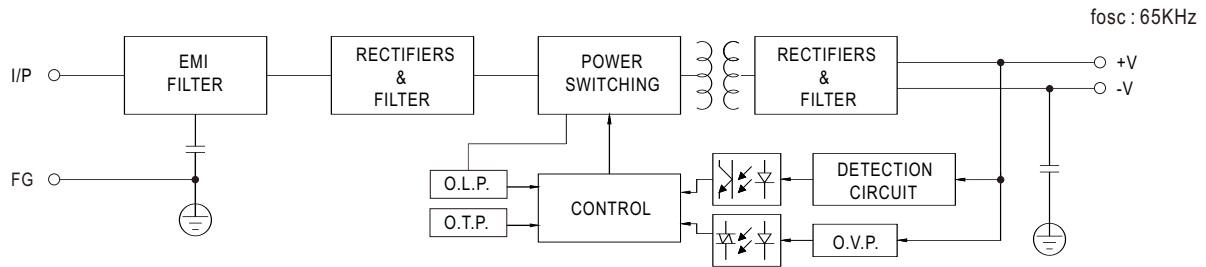 fosc : 65KHz
I/P
EMI
FILTER
RECTIFIERS
&
FILTER
POWER
SWITCHING
RECTIFIERS
&
FILTER
+V
-V
FG
O.L.P.
O.T.P.
CONTROL
DETECTION
CIRCUIT
O.V.P.